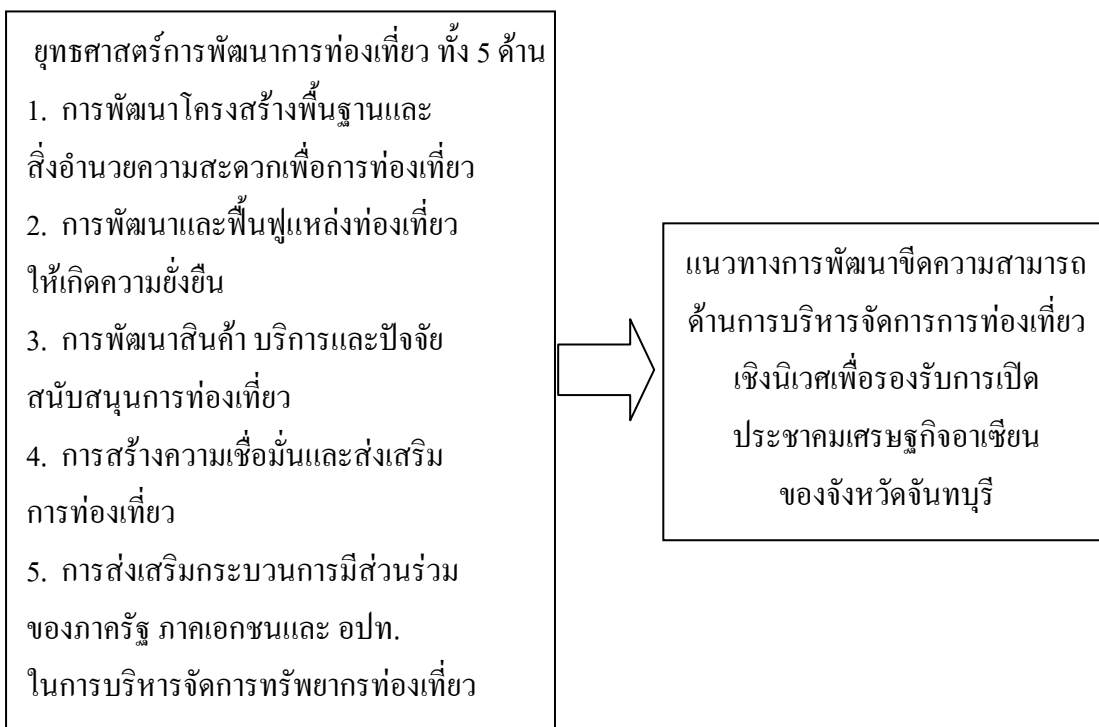 ยุทธศาสตร์การพัฒนาการท่องเที่ยว ทั้ง 5 ด้าน
1. การพัฒนาโครงสร้างพื้นฐานและ
สิ่งอำนวยความสะดวกเพื่อการท่องเที่ยว
2. การพัฒนาและฟื้นฟูแหล่งท่องเที่ยว
ให้เกิดความยั่งยืน
3. การพัฒนาสินค้า บริการและปัจจัย
สนับสนุนการท่องเที่ยว
4. การสร้างความเชื่อมั่นและส่งเสริม
การท่องเที่ยว
5. การส่งเสริมกระบวนการมีส่วนร่วม
ของภาครัฐ ภาคเอกชนและ อปท.
ในการบริหารจัดการทรัพยากรท่องเที่ยว
แนวทางการพัฒนาขีดความสามารถ
ด้านการบริหารจัดการการท่องเที่ยว
เชิงนิเวศเพื่อรองรับการเปิด
ประชาคมเศรษฐกิจอาเซียน
ของจังหวัดจันทบุรี